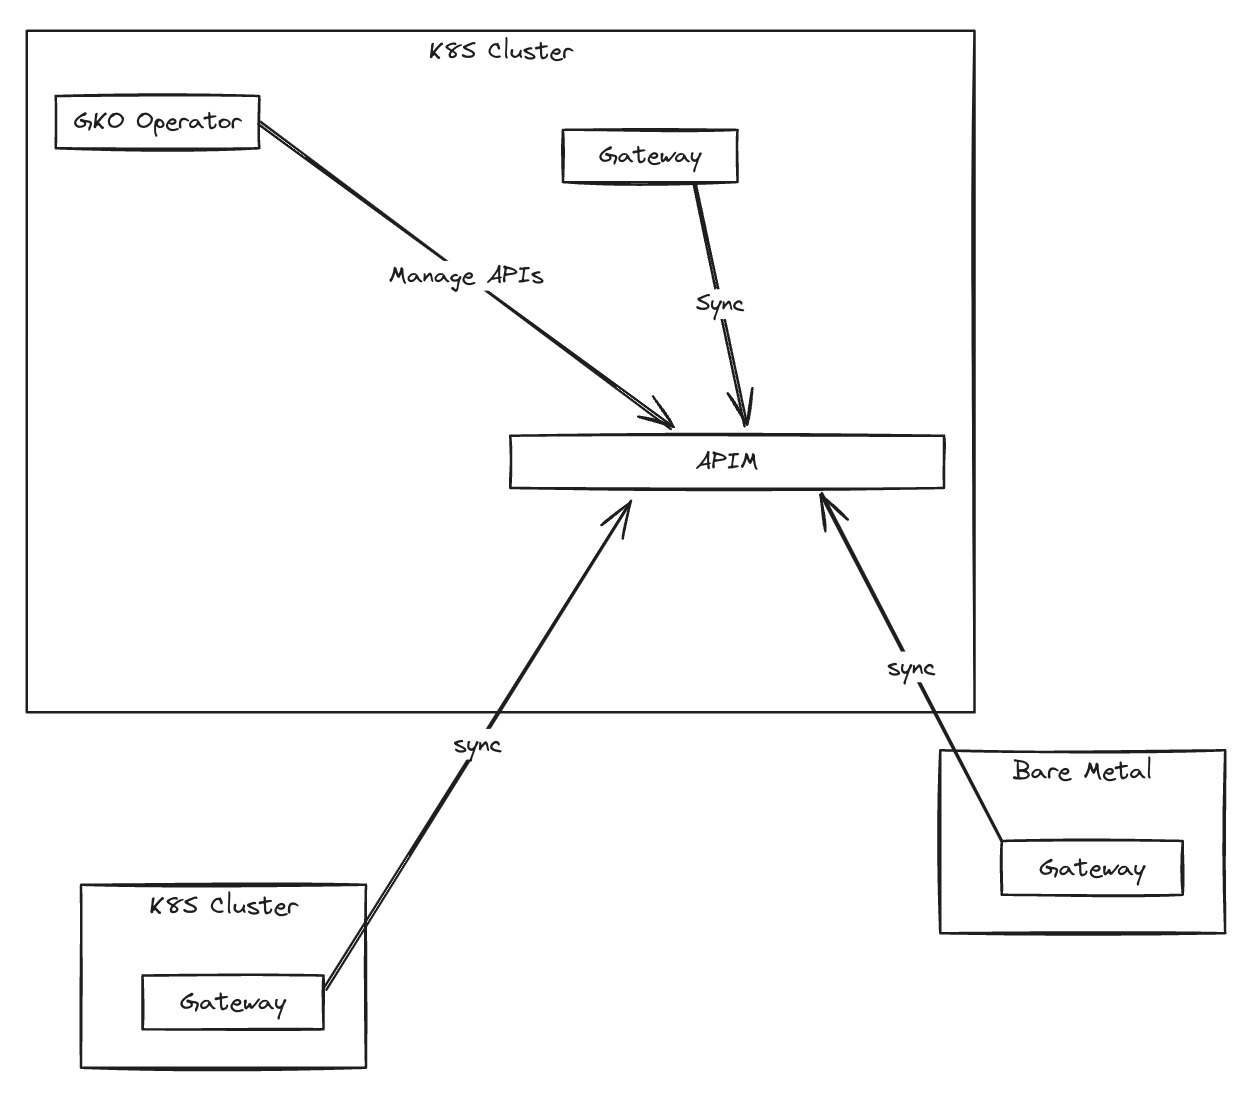 K8S Cluster
GKO Operator
Gateway
Manage APIs
Sync
APIM
sync
sync
Bare Metal
Gateway
K8S Cluster
Gateway